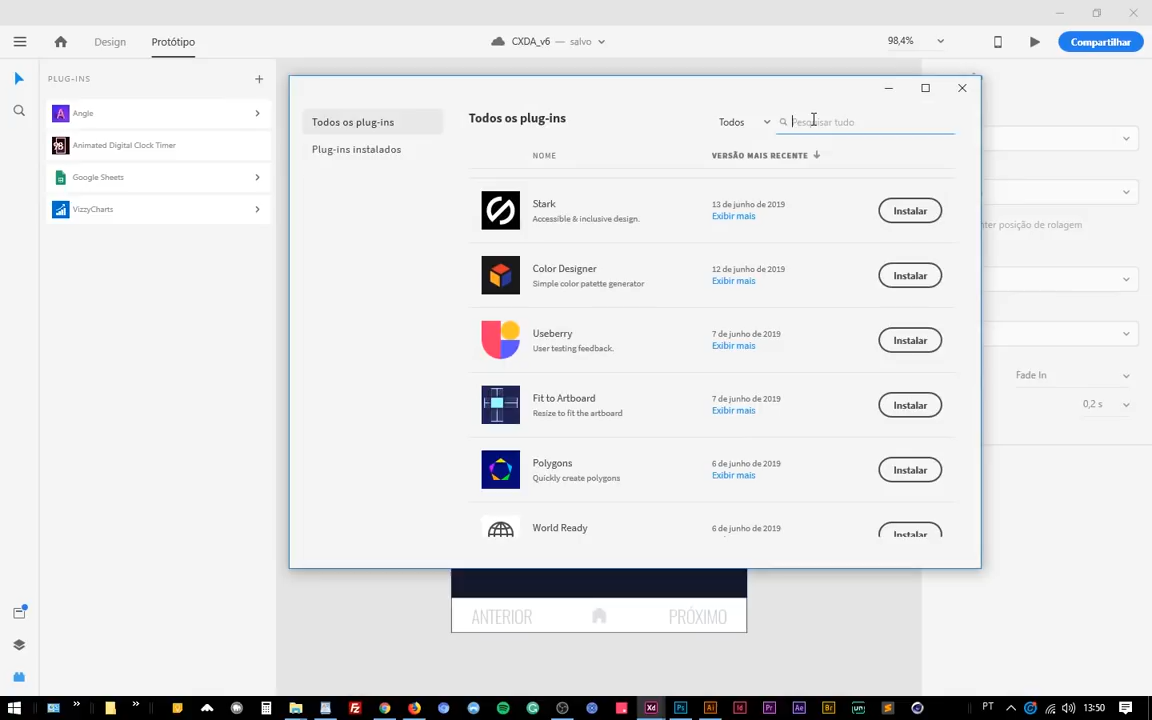 Design
Protótipo
CXDA_v6 — salvo
98,4%
Compartilhar
PLUG-INS
+
Angle
Animated Digital Clock Timer
Google Sheets
VizzyCharts
Todos os plug-ins
Plug-ins instalados
Todos os plug-ins
Todos
Pesquisar tudo
NOME
VERSÃO MAIS RECENTE
Stark
Accessible & inclusive design.
13 de junho de 2019
Exibir mais
Instalar
Color Designer
Simple color palette generator
12 de junho de 2019
Exibir mais
Instalar
Useberry
User testing feedback.
7 de junho de 2019
Exibir mais
Instalar
Fit to Artboard
Resize to fit the artboard
7 de junho de 2019
Exibir mais
Instalar
Polygons
Quickly create polygons
6 de junho de 2019
Exibir mais
Instalar
World Ready
6 de junho de 2019
Instalar
posição de rolagem
Fade In
0,2 s
ANTERIOR
PRÓXIMO
PT
13:50